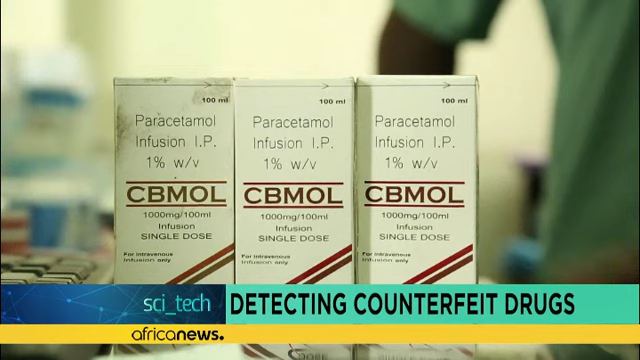 100 ml
Paracetamol
Infusion I.P.
1% w/v
CBMOL
1000mg/100ml
Infusion
SINGLE DOSE
For Intravenous
Infusion only
100 ml
Paracetamol
Infusion I.P.
1% w/v
CBMOL
1000mg/100ml
Infusion
SINGLE DOSE
For Intravenous
Infusion only
100 ml
Paracetamol
Infusion I.P.
1% w/v
CBMOL
1000mg/100ml
Infusion
SINGLE DOSE
For Intravenous
Infusion only
sci_tech
DETECTING COUNTERFEIT DRUGS
africanews.